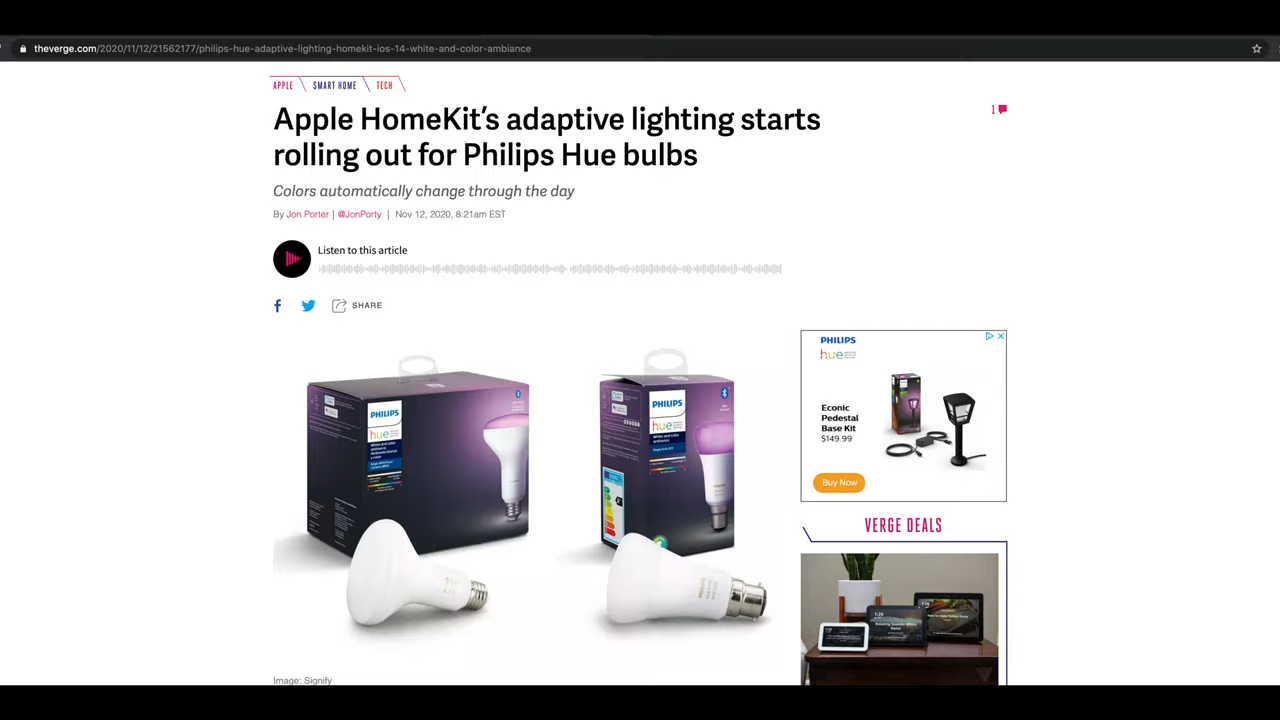 theverge.com/2020/11/12/21562177/philips-hue-adaptive-lighting-homekit-ios-14-white-and-color-ambiance
APPLE
SMART HOME
TECH
Apple HomeKit’s adaptive lighting starts
rolling out for Philips Hue bulbs
1
Colors automatically change through the day
By Jon Porter | @JonPorty | Nov 12, 2020, 8:21am EST
Listen to this article
SHARE
PHILIPS
hue
PHILIPS
hue
PHILIPS
hue
Econic
Pedestal
Base Kit
$149.99
Buy Now
VERGE DEALS
Image: Signify